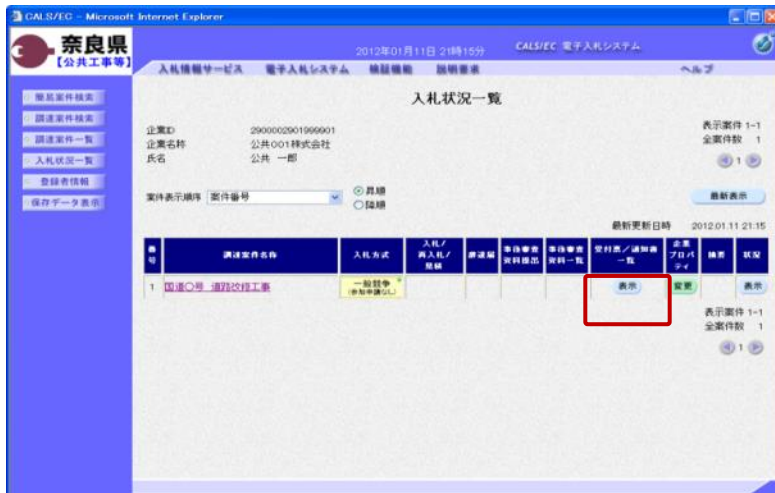 CALS/EC - Microsoft Internet Explorer
奈良県
【公共工事等】
2012年01月11日 21時15分
CALS/EC 電子入札システム
入札情報サービス 電子入札システム 検証機能 説明要求 ヘルプ
簡易案件検索
調達案件検索
調達案件一覧
入札状況一覧
登録者情報
保存データ表示
入札状況一覧
企業ID 2900002901999901
企業名称 公共001株式会社
氏名 公共 一郎
表示案件 1-1
全案件数 1
1
案件表示順序 案件番号
昇順
降順
最新表示
最新更新日時 2012.01.11 21:15
番号 調達案件名称 入札方式 入札/再入札/見積 辞退届 事後審査資料提出 事後審査資料一覧 受付票/通知書一覧 企業プロパティ 摘要 状況
1 国道〇号 道路改修工事 一般競争(参加申請なし) 表示 変更 表示
表示案件 1-1
全案件数 1
1